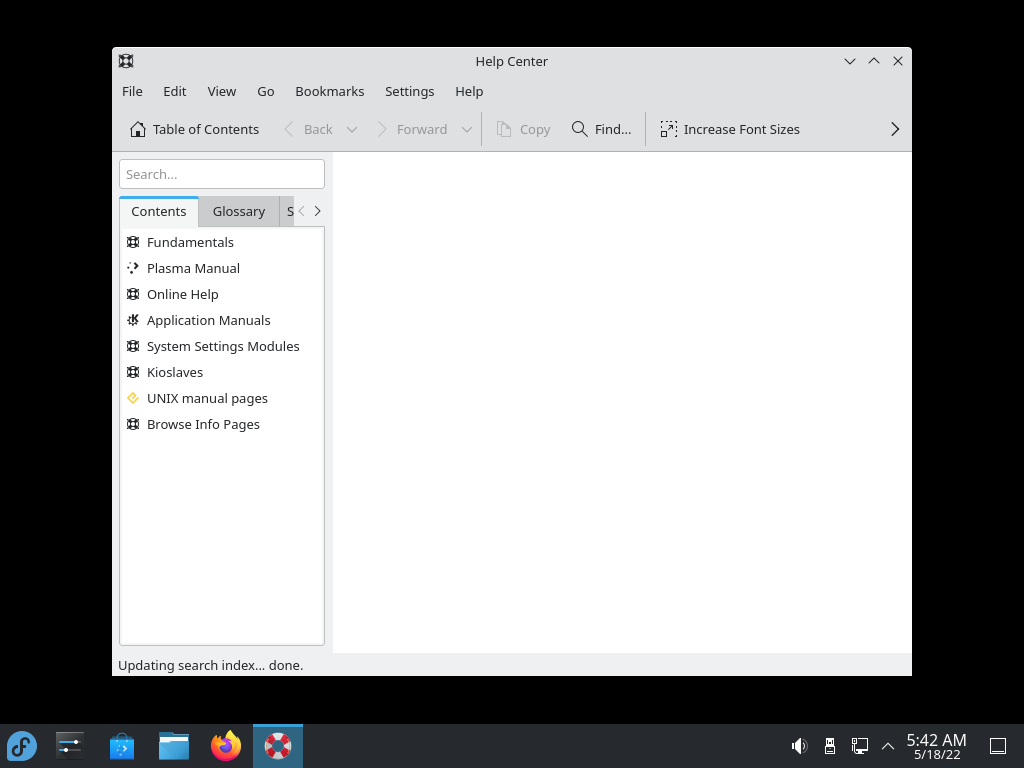 Help Center
File Edit View Go Bookmarks Settings Help
Table of Contents Back Forward Copy Find... Increase Font Sizes
Search...
Contents Glossary S
Fundamentals
Plasma Manual
Online Help
Application Manuals
System Settings Modules
Kioslaves
UNIX manual pages
Browse Info Pages
Updating search index... done.
5:42 AM
5/18/22